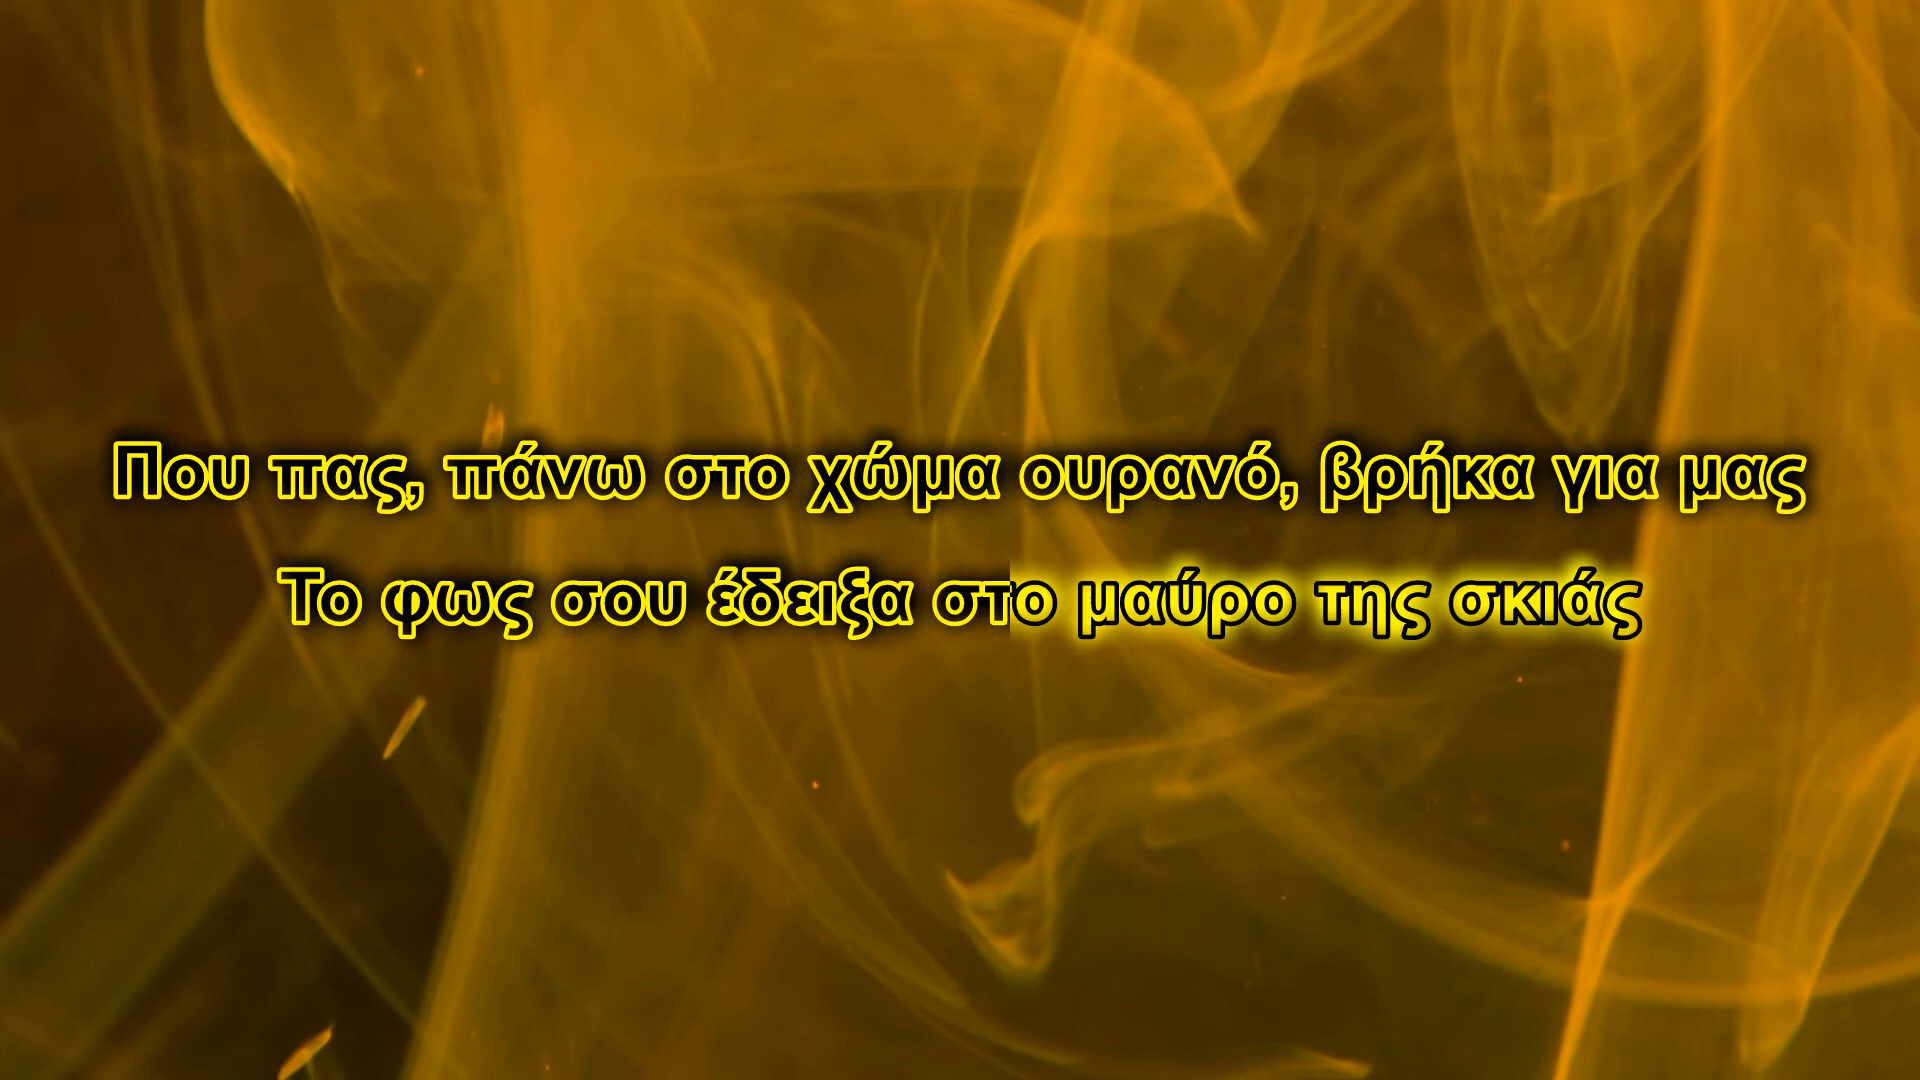 Που πας, πάνω στο χώμα ουρανό, βρήκα για μας
Το φως σου έδειξα στο μαύρο της σκιάς